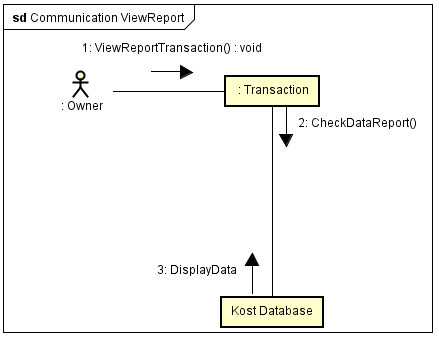 sd Communication ViewReport
1: ViewReportTransaction() : void
: Transaction
: Owner
2: CheckDataReport()
3: DisplayData
Kost Database